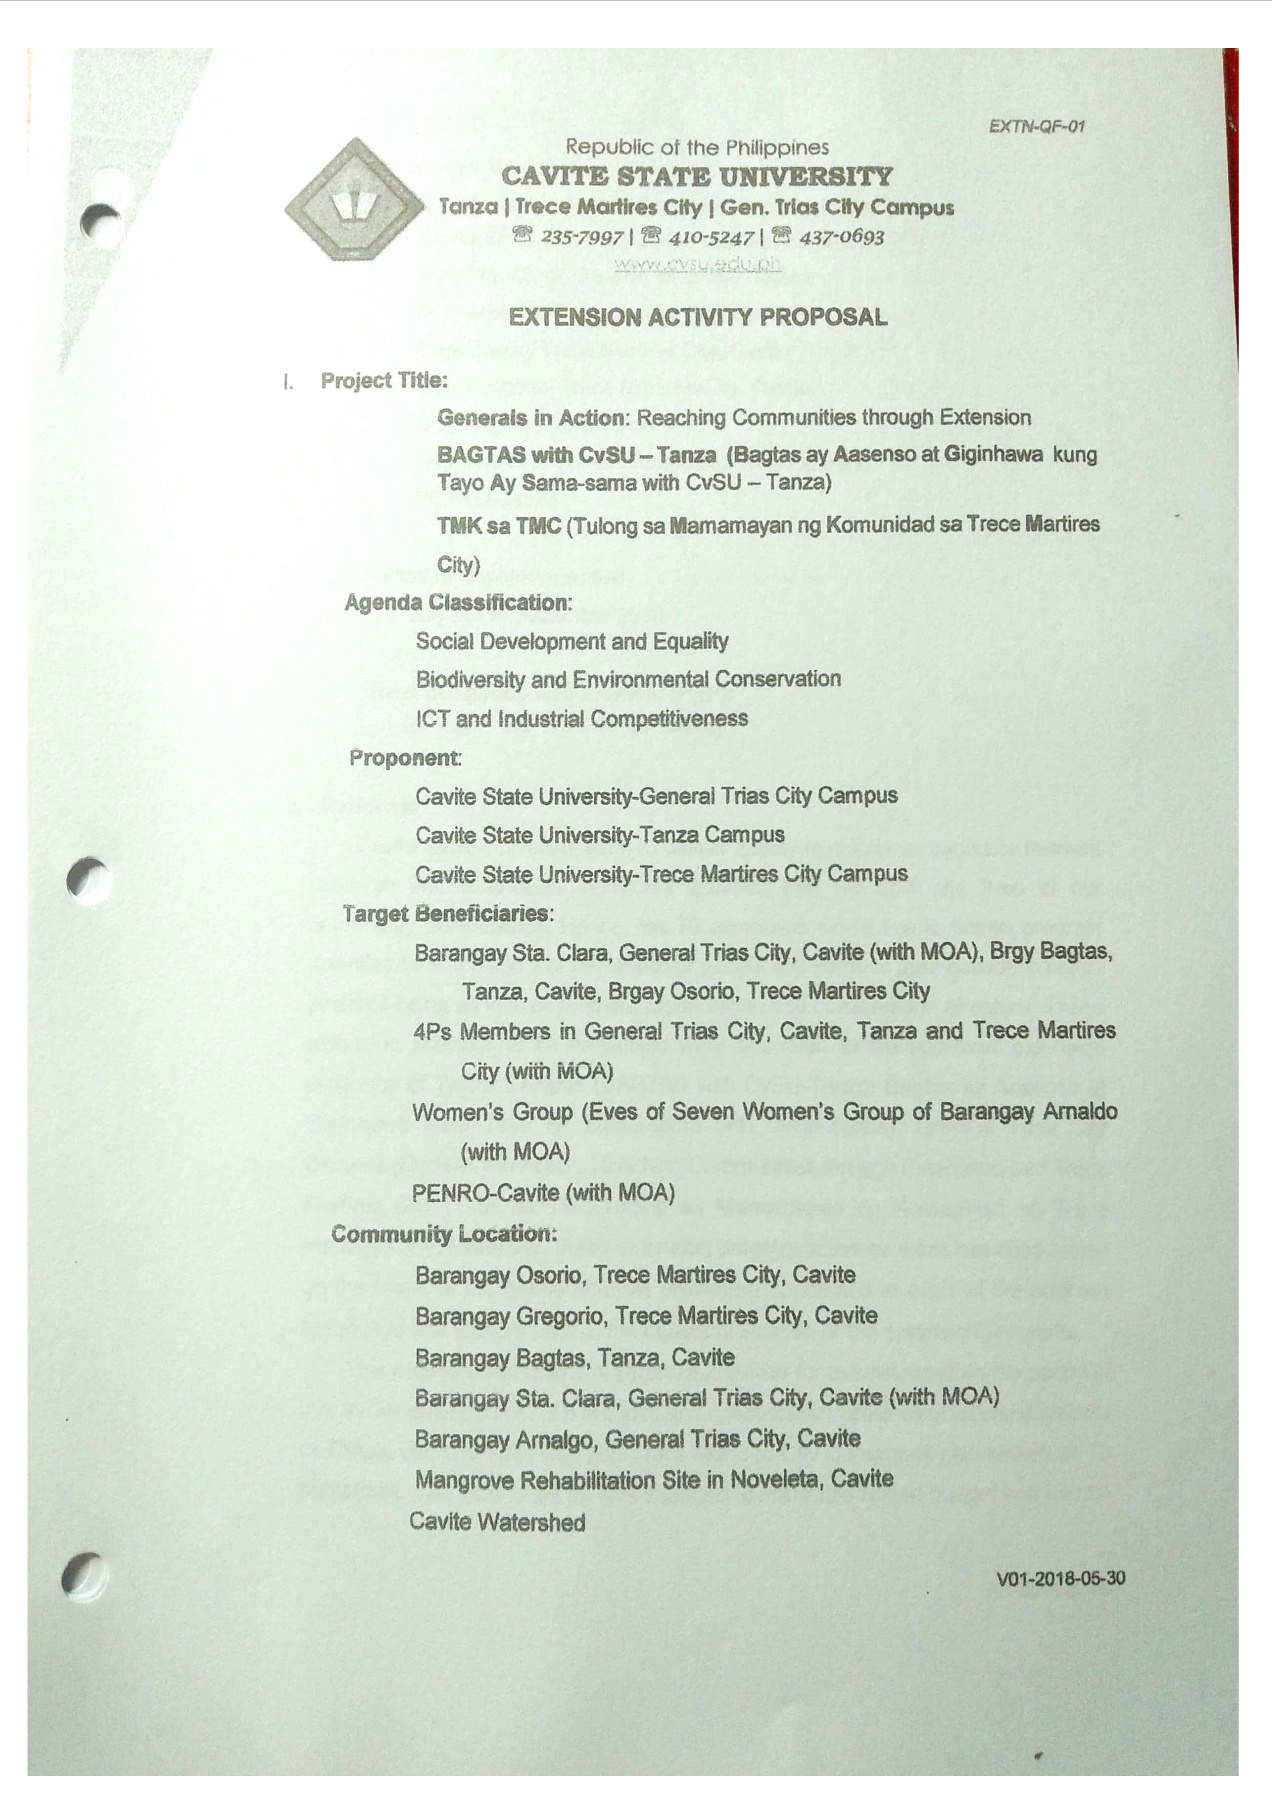 EXTN-QF-01
Republic of the Philippines
CAVITE STATE UNIVERSITY
Tanza | Trece Martires City | Gen. Trias City Campus
☏ 235-7997 | ☏ 410-5247 | ☏ 437-0693
www.cvsu.edu.ph
EXTENSION ACTIVITY PROPOSAL
I. Project Title:
Generals in Action: Reaching Communities through Extension
BAGTAS with CvSU – Tanza (Bagtas ay Aasenso at Giginhawa kung
Tayo Ay Sama-sama with CvSU – Tanza)
TMK sa TMC (Tulong sa Mamamayan ng Komunidad sa Trece Martires
City)
Agenda Classification:
Social Development and Equality
Biodiversity and Environmental Conservation
ICT and Industrial Competitiveness
Proponent:
Cavite State University-General Trias City Campus
Cavite State University-Tanza Campus
Cavite State University-Trece Martires City Campus
Target Beneficiaries:
Barangay Sta. Clara, General Trias City, Cavite (with MOA), Brgy Bagtas,
Tanza, Cavite, Brgay Osorio, Trece Martires City
4Ps Members in General Trias City, Cavite, Tanza and Trece Martires
City (with MOA)
Women's Group (Eves of Seven Women's Group of Barangay Arnaldo
(with MOA)
PENRO-Cavite (with MOA)
Community Location:
Barangay Osorio, Trece Martires City, Cavite
Barangay Gregorio, Trece Martires City, Cavite
Barangay Bagtas, Tanza, Cavite
Barangay Sta. Clara, General Trias City, Cavite (with MOA)
Barangay Arnalgo, General Trias City, Cavite
Mangrove Rehabilitation Site in Noveleta, Cavite
Cavite Watershed
V01-2018-05-30